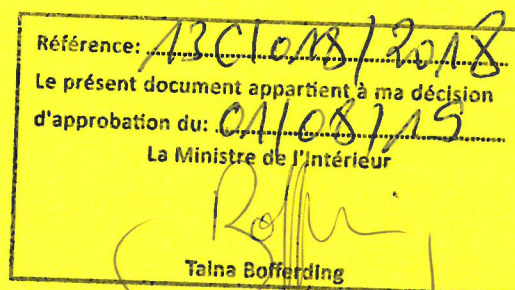 Référence: 13C/018/2018
Le présent document appartient à ma décision
d'approbation du: 01/08/19
La Ministre de l'Intérieur
Taina Bofferding